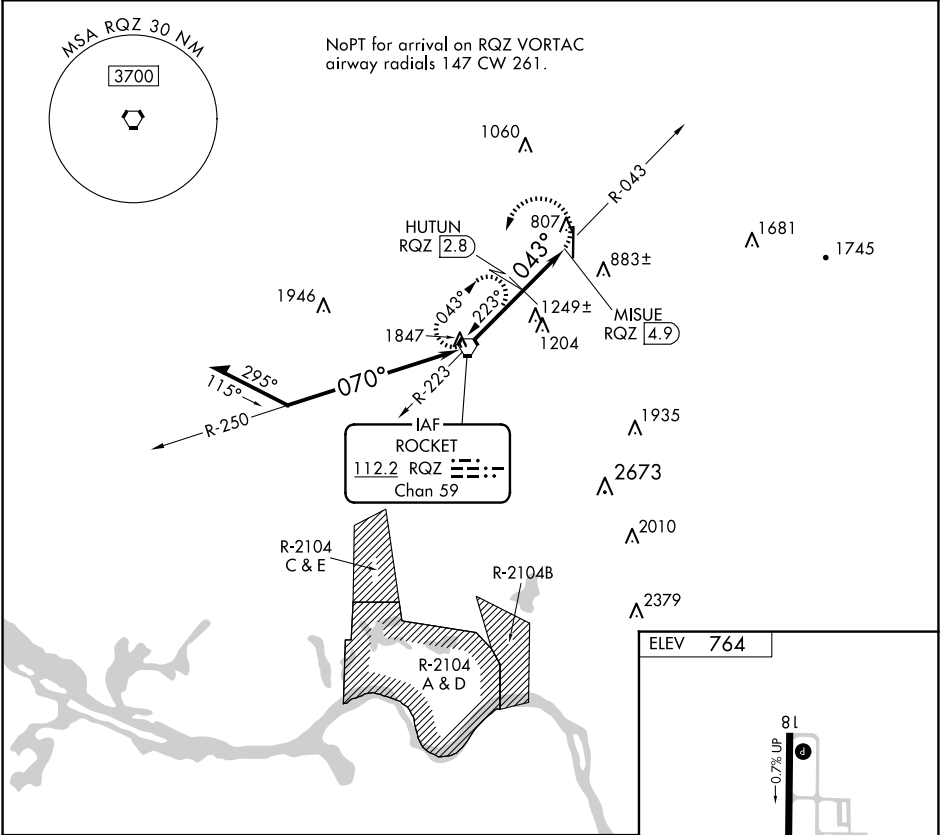 MSA RQZ 30 NM
3700
NoPT for arrival on RQZ VORTAC
airway radials 147 CW 261.
1060
R-043
HUTUN
RQZ 2.8
807
043°
1681
1745
883±
1946
043°
223°
1249±
MISUE
RQZ 4.9
1847
1204
295°
115°
070°
R-223
R-250
IAF
ROCKET
112.2 RQZ
Chan 59
1935
2673
2010
2379
R-2104
C & E
R-2104B
R-2104
A & D
ELEV 764
18
0.7% UP
P